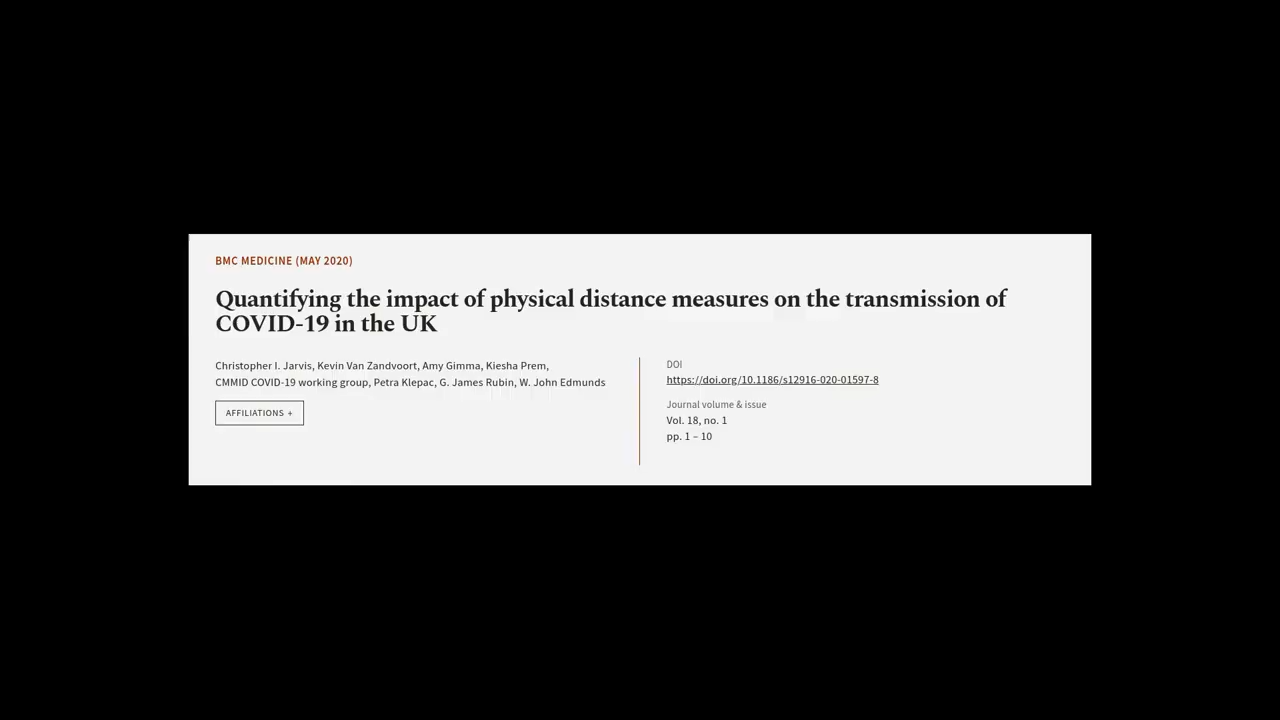 BMC MEDICINE (MAY 2020)
Quantifying the impact of physical distance measures on the transmission of
COVID-19 in the UK
Christopher I. Jarvis, Kevin Van Zandvoort, Amy Gimma, Kiesha Prem,
CMMID COVID-19 working group, Petra Klepac, G. James Rubin, W. John Edmunds
AFFILIATIONS +
DOI
https://doi.org/10.1186/s12916-020-01597-8
Journal volume & issue
Vol. 18, no. 1
pp. 1 – 10